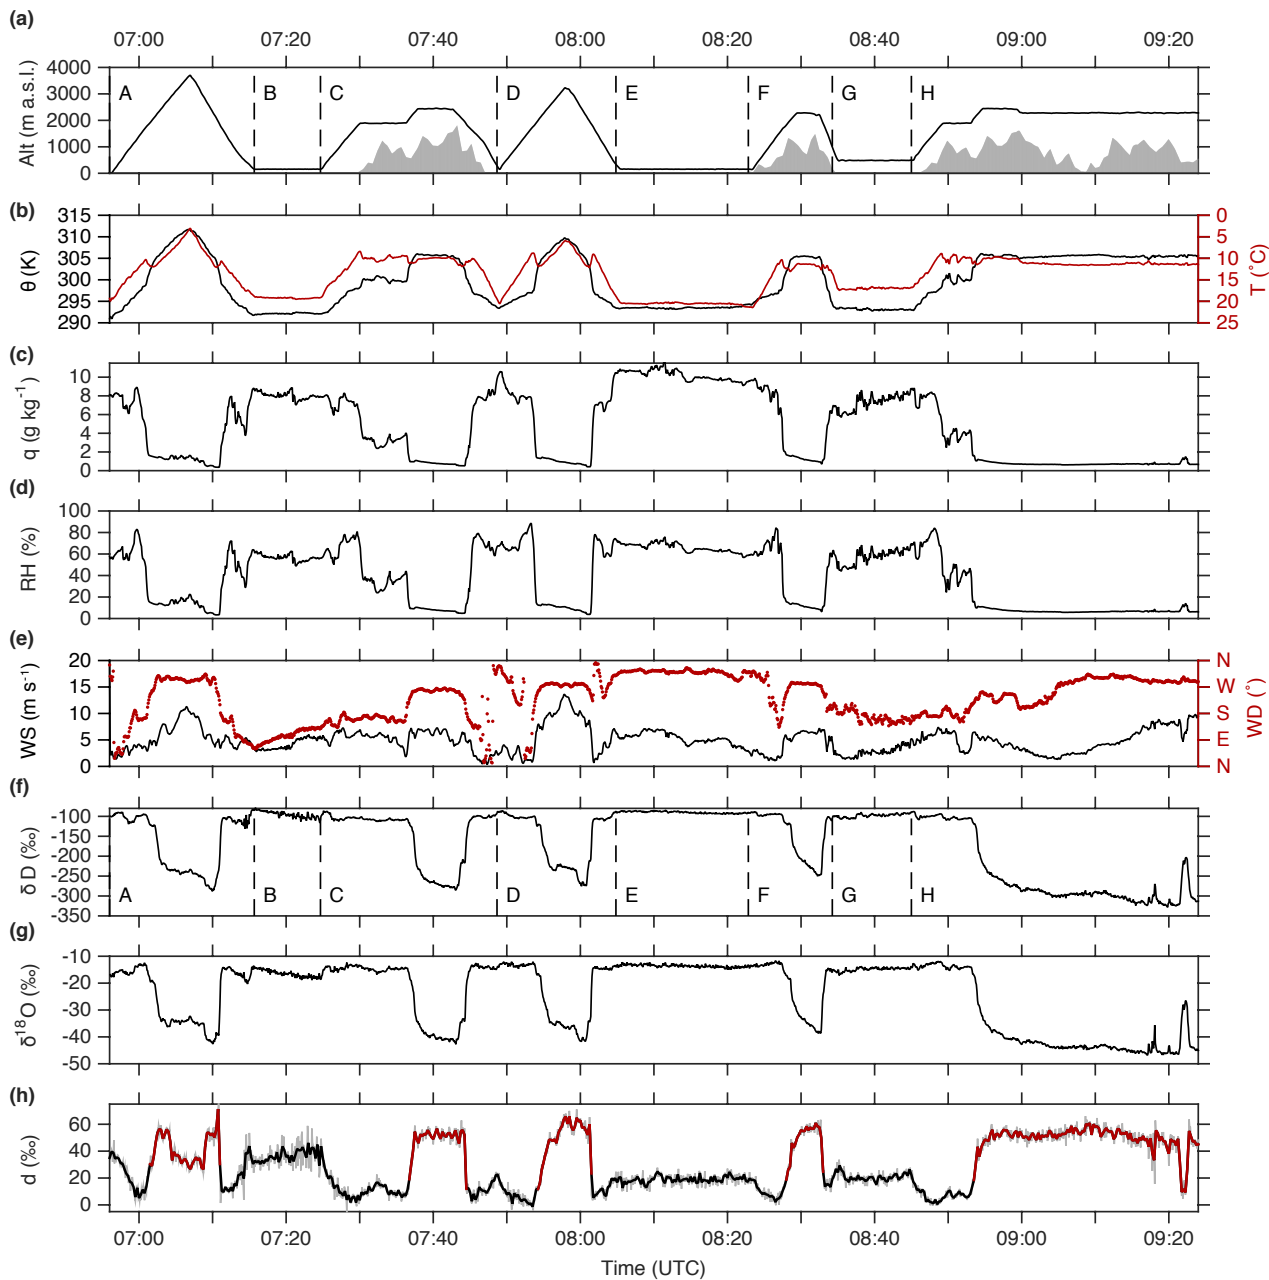 (a)
07:00 07:20 07:40 08:00 08:20 08:40 09:00 09:20
Alt (m a.s.l.)
4000
3000
2000
1000
0
A B C D E F G H
(b)
θ (K)
315
310
305
300
295
290
0
5
10
15
20
25
T (˚C)
(c)
q (g kg⁻¹)
10
8
6
4
2
0
(d)
RH (%)
100
80
60
40
20
0
(e)
WS (m s⁻¹)
20
15
10
5
0
N
W
S
E
N
WD (°)
(f)
δ D (‰)
-100
-150
-200
-250
-300
-350
A B C D E F G H
(g)
δ¹⁸O (‰)
-10
-20
-30
-40
-50
(h)
d (‰)
60
40
20
0
07:00 07:20 07:40 08:00 08:20 08:40 09:00 09:20
Time (UTC)